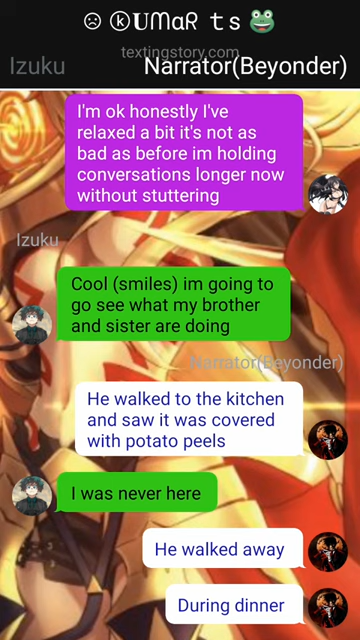 ☹ ⓚUMɑR t s 🐸
textingstory.com
Izuku
Narrator(Beyonder)
I'm ok honestly I've
relaxed a bit it's not as
bad as before im holding
conversations longer now
without stuttering
Izuku
Cool (smiles) im going to
go see what my brother
and sister are doing
Narrator(Beyonder)
He walked to the kitchen
and saw it was covered
with potato peels
I was never here
He walked away
During dinner